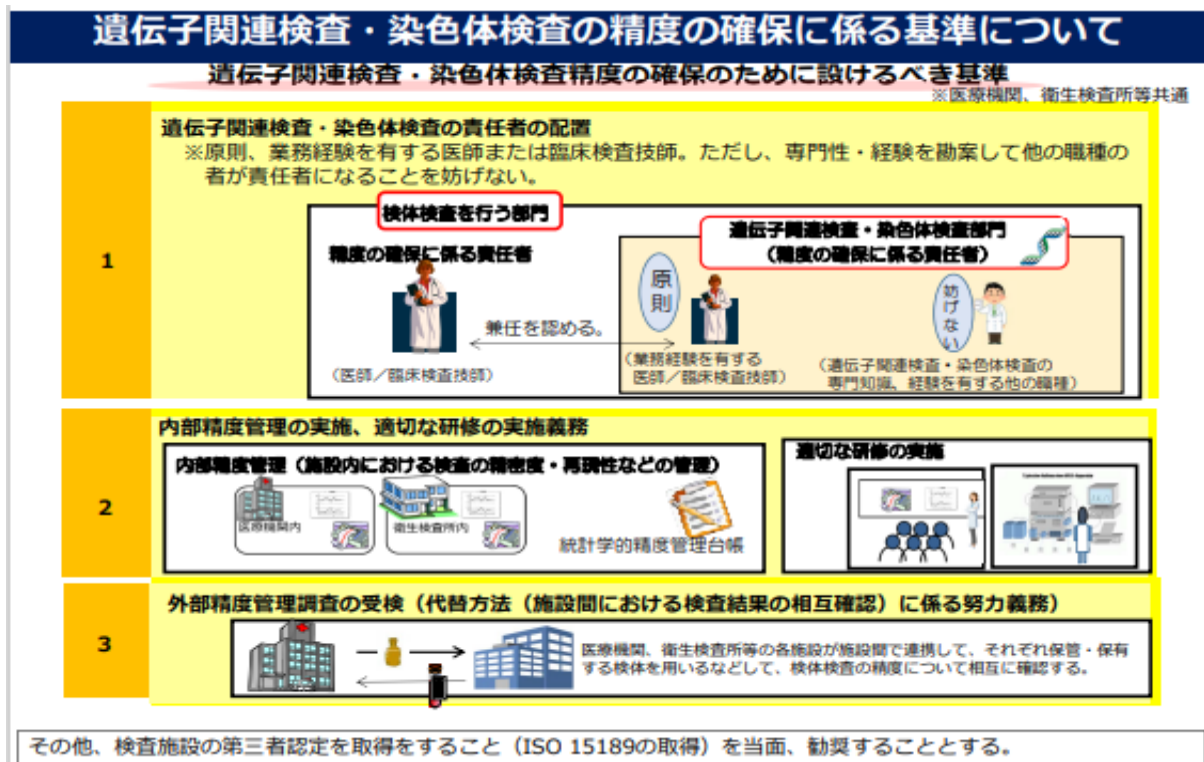 遺伝子関連検査・染色体検査の精度の確保に係る基準について
遺伝子関連検査・染色体検査精度の確保のために設けるべき基準
※医療機関、衛生検査所等共通
1
遺伝子関連検査・染色体検査の責任者の配置
※原則、業務経験を有する医師または臨床検査技師。ただし、専門性・経験を勘案して他の職種の
者が責任者になることを妨げない。
検体検査を行う部門
精度の確保に係る責任者
(医師/臨床検査技師)
兼任を認める。
遺伝子関連検査・染色体検査部門
(精度の確保に係る責任者)
原則
(業務経験を有する
医師/臨床検査技師)
妨げない
(遺伝子関連検査・染色体検査の
専門知識、経験を有する他の職種)
2
内部精度管理の実施、適切な研修の実施義務
内部精度管理(施設内における検査の精密度・再現性などの管理)
医療機関内
衛生検査所内
統計学的精度管理台帳
適切な研修の実施
3
外部精度管理調査の受検(代替方法(施設間における検査結果の相互確認)に係る努力義務)
医療機関、衛生検査所等の各施設が施設間で連携して、それぞれ保管・保有
する検体を用いるなどして、検体検査の精度について相互に確認する。
その他、検査施設の第三者認定を取得をすること(ISO 15189の取得)を当面、勧奨することとする。